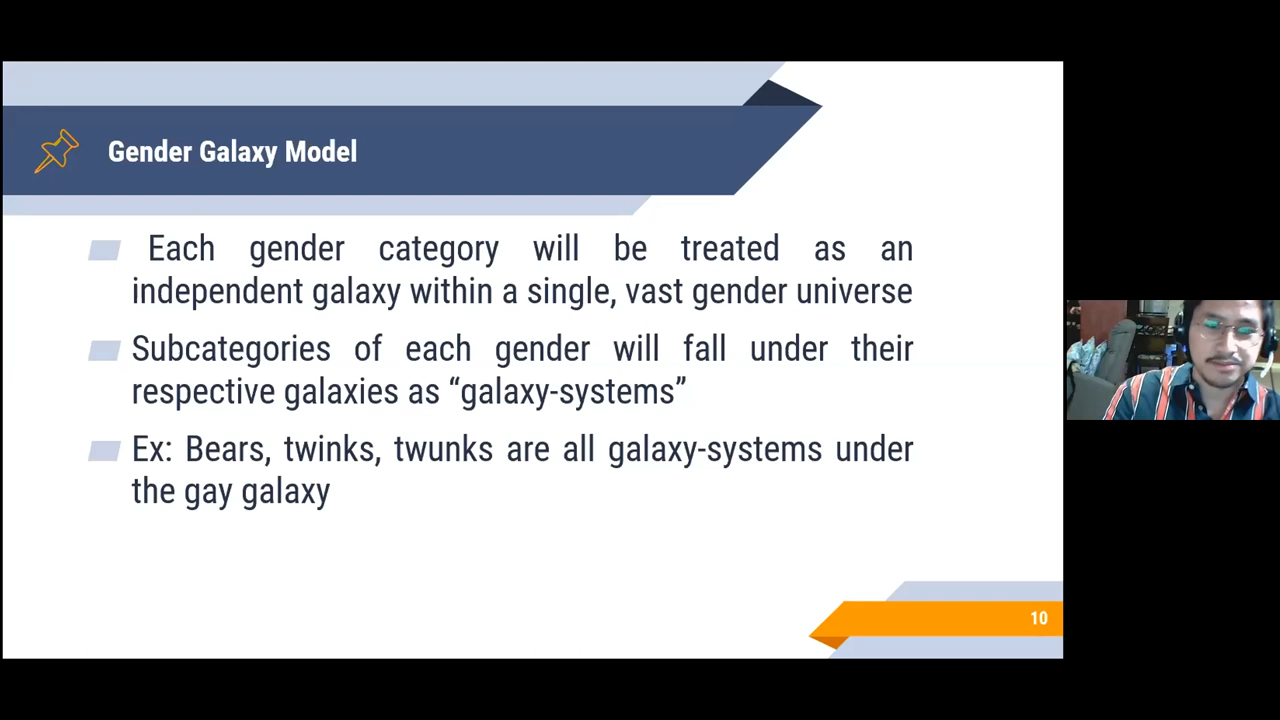 Gender Galaxy Model
Each gender category will be treated as an
independent galaxy within a single, vast gender universe
Subcategories of each gender will fall under their
respective galaxies as “galaxy-systems”
Ex: Bears, twinks, twunks are all galaxy-systems under
the gay galaxy
10